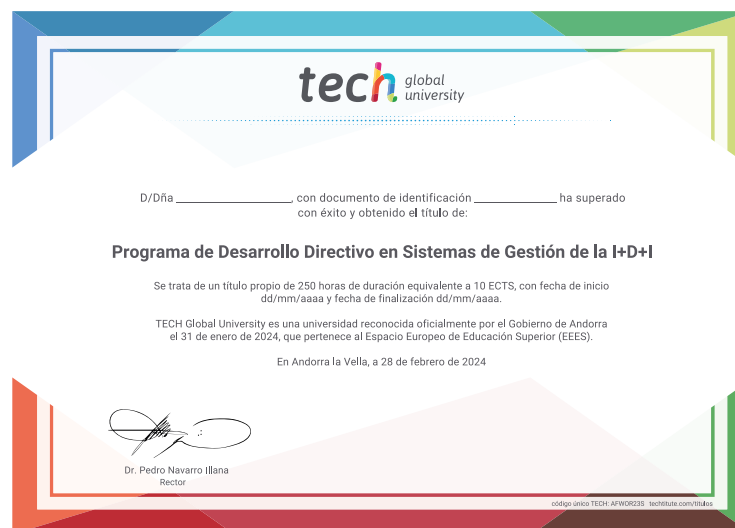 tech global university
D/Dña ____________, con documento de identificación ____________ ha superado
con éxito y obtenido el título de:
Programa de Desarrollo Directivo en Sistemas de Gestión de la I+D+I
Se trata de un título propio de 250 horas de duración equivalente a 10 ECTS, con fecha de inicio
dd/mm/aaaa y fecha de finalización dd/mm/aaaa.
TECH Global University es una universidad reconocida oficialmente por el Gobierno de Andorra
el 31 de enero de 2024, que pertenece al Espacio Europeo de Educación Superior (EEES).
En Andorra la Vella, a 28 de febrero de 2024
Dr. Pedro Navarro Illana
Rector
código único TECH: AFWOR23S techtitute.com/titulos